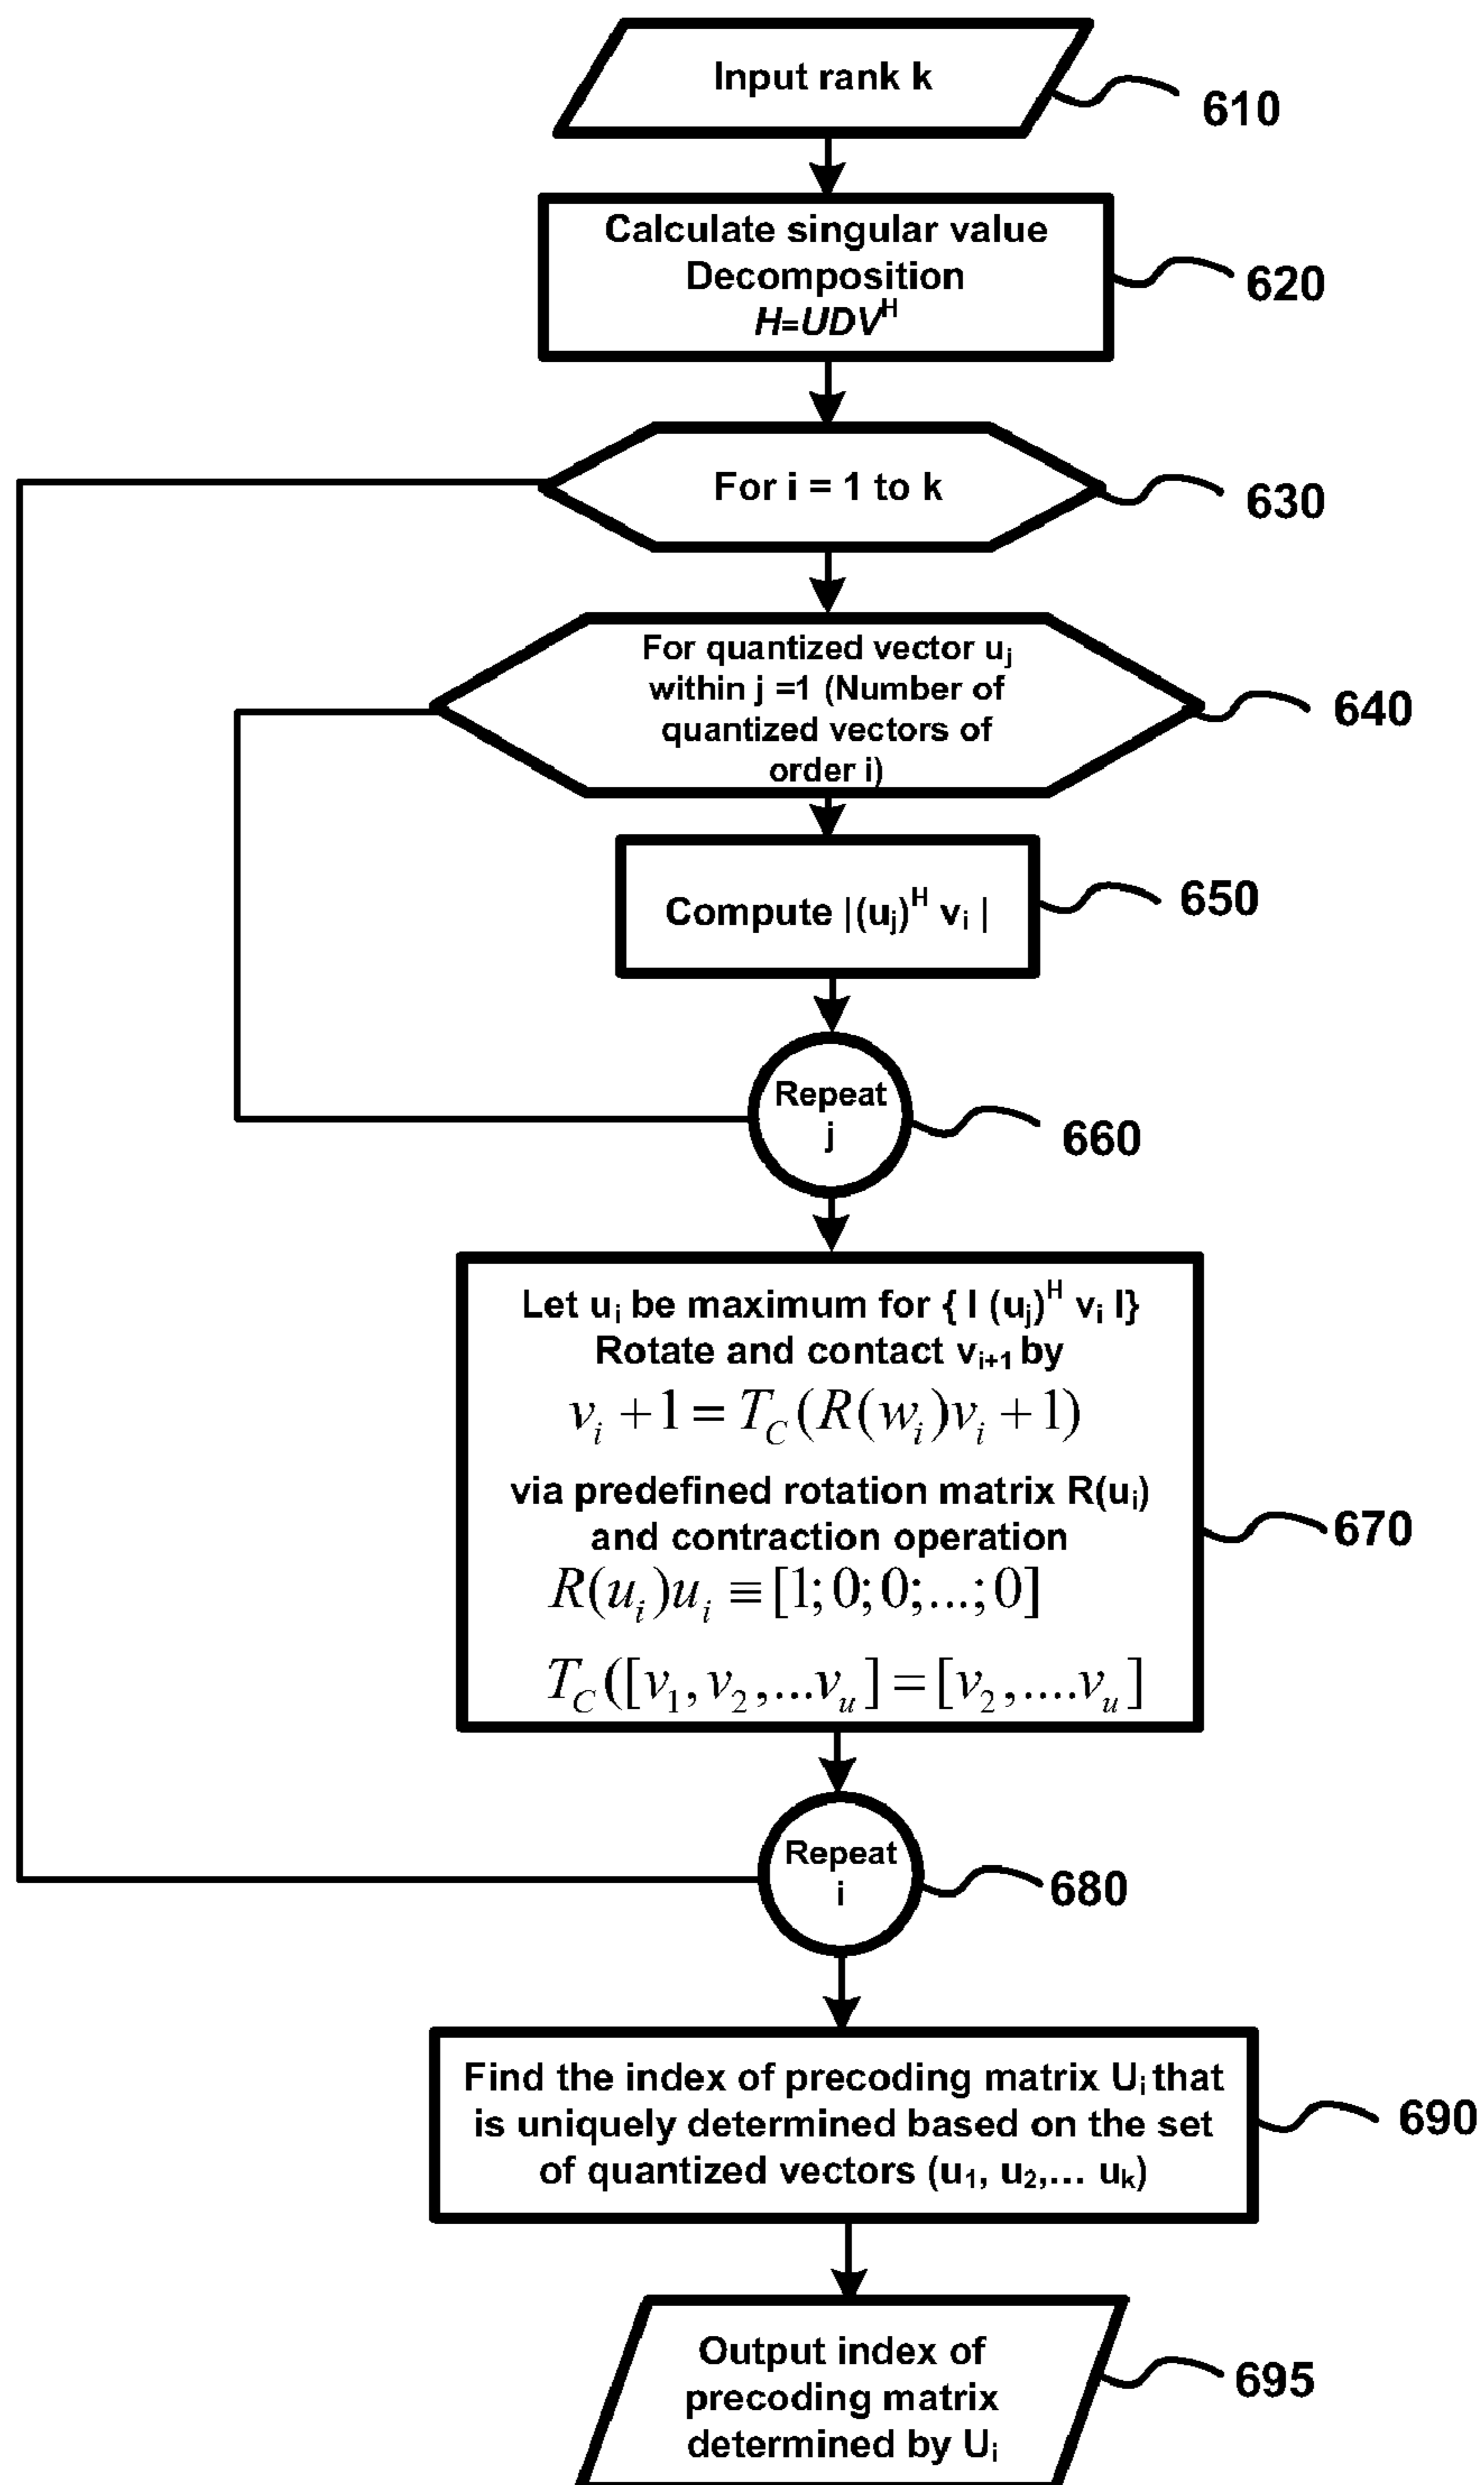 Input rank k
610
Calculate singular value
Decomposition
H=UDV^H
620
For i = 1 to k
630
For quantized vector u_j
within j =1 (Number of
quantized vectors of
order i)
640
Compute |(u_j)^H v_i |
650
Repeat
j
660
Let u_i be maximum for { I (u_j)^H v_i I}
Rotate and contact v_{i+1} by
v_i +1 = T_C(R(w_i)v_i +1)
via predefined rotation matrix R(u_i)
and contraction operation
R(u_i)u_i ≡ [1; 0; 0;...; 0]
T_C([v_1, v_2,...v_u] = [v_2,....v_u]
670
Repeat
i
680
Find the index of precoding matrix U_i that
is uniquely determined based on the set
of quantized vectors (u_1, u_2,... u_k)
690
Output index of
precoding matrix
determined by U_i
695